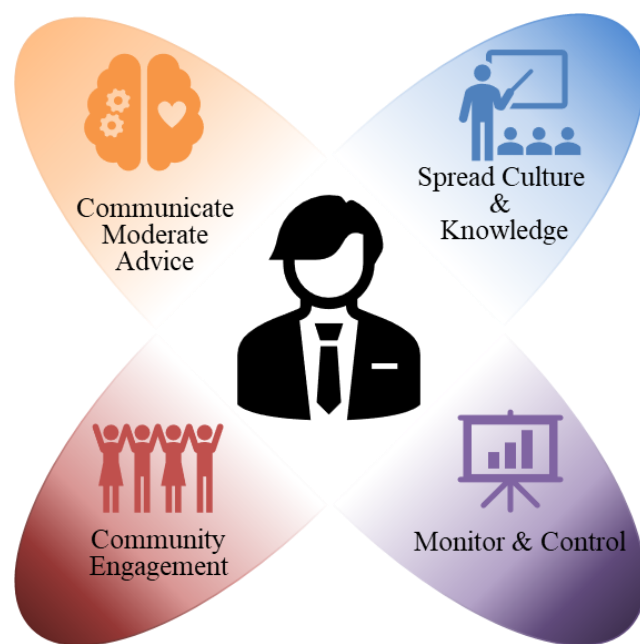 Communicate
Moderate
Advice
Spread Culture
&
Knowledge
Community
Engagement
Monitor & Control